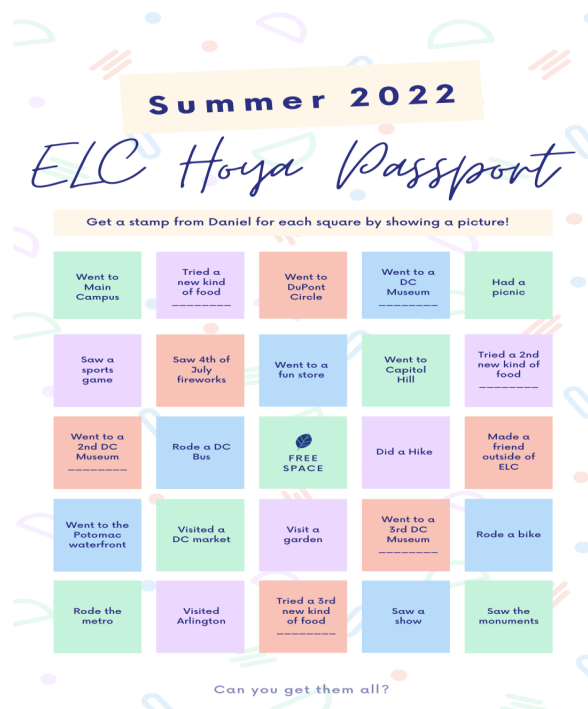 Summer 2022
ELC Hoya Passport
Get a stamp from Daniel for each square by showing a picture!
Went to
Main
Campus
Tried a
new kind
of food
________
Went to
DuPont
Circle
Went to a
DC
Museum
________
Had a
picnic
Saw a
sports
game
Saw 4th of
July
fireworks
Went to a
fun store
Went to
Capitol
Hill
Tried a 2nd
new kind of
food
________
Went to a
2nd DC
Museum
________
Rode a DC
Bus
FREE
SPACE
Did a Hike
Made a
friend
outside of
ELC
Went to the
Potomac
waterfront
Visited a
DC market
Visit a
garden
Went to a
3rd DC
Museum
________
Rode a bike
Rode the
metro
Visited
Arlington
Tried a 3rd
new kind
of food
________
Saw a
show
Saw the
monuments
Can you get them all?